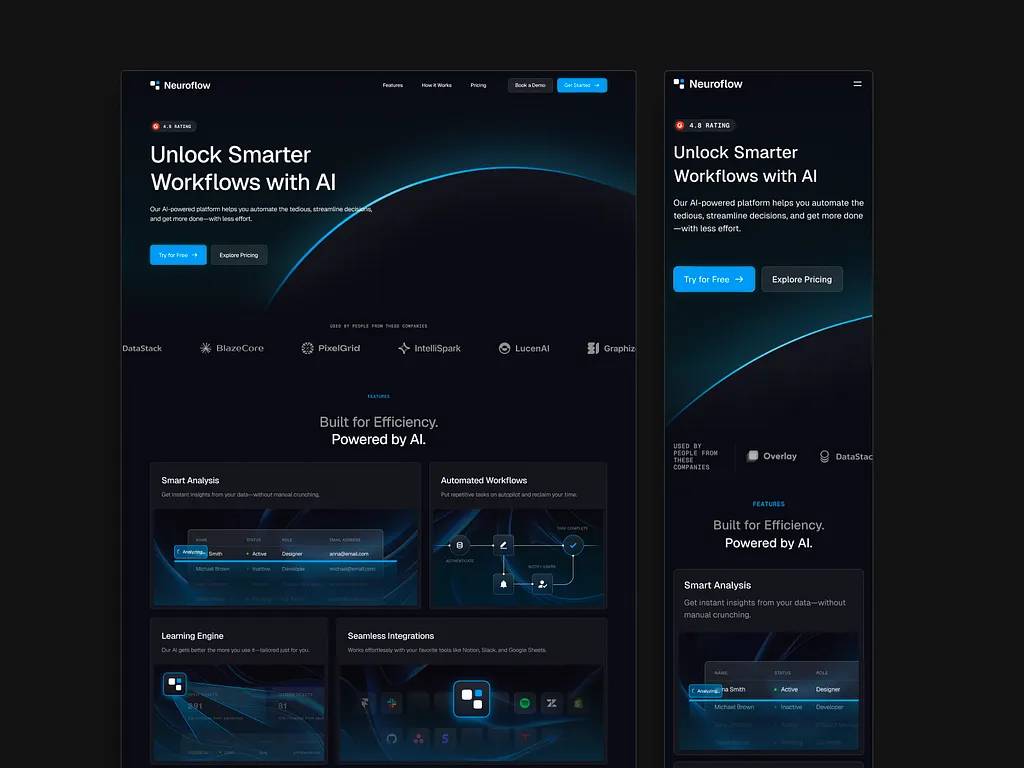 Neuroflow
Features
How it Works
Pricing
Book a Demo
Get Started
4.8 RATING
Unlock Smarter
Workflows with AI
Our AI-powered platform helps you automate the tedious, streamline decisions,
and get more done—with less effort.
Try for Free
Explore Pricing
USED BY PEOPLE FROM THESE COMPANIES
DataStack
BlazeCore
PixelGrid
IntelliSpark
LucenAI
Graphiz
FEATURES
Built for Efficiency.
Powered by AI.
Smart Analysis
Get instant insights from your data—without manual crunching.
NAME STATUS ROLE EMAIL ADDRESS
Analyzing..
Smith Active Designer anna@email.com
Michael Brown Inactive Developer michael@email.com
Automated Workflows
Put repetitive tasks on autopilot and reclaim your time.
TASK COMPLETE
AUTHENTICATE
NOTIFY USERS
Learning Engine
Our AI gets better the more you use it—tailored just for you.
391
81
Seamless Integrations
Works effortlessly with your favorite tools like Notion, Slack, and Google Sheets.
Neuroflow
4.8 RATING
Unlock Smarter
Workflows with AI
Our AI-powered platform helps you automate the
tedious, streamline decisions, and get more done
—with less effort.
Try for Free
Explore Pricing
USED BY
PEOPLE FROM
THESE
COMPANIES
Overlay
DataStac
FEATURES
Built for Efficiency.
Powered by AI.
Smart Analysis
Get instant insights from your data—without
manual crunching.
NAME STATUS ROLE
Analyzing..
na Smith Active Designer
Michael Brown Inactive Developer